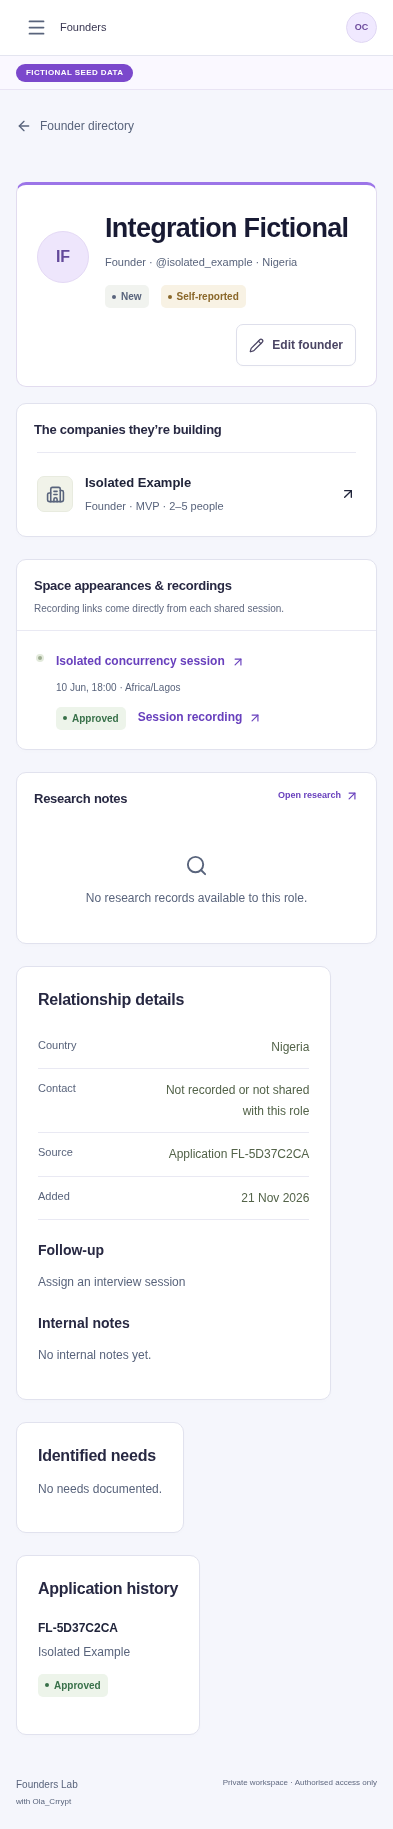 Founders
OC
FICTIONAL SEED DATA
Founder directory
IF
Integration Fictional
Founder · @isolated_example · Nigeria
New
Self-reported
Edit founder
The companies they’re building
Isolated Example
Founder · MVP · 2–5 people
Space appearances & recordings
Recording links come directly from each shared session.
Isolated concurrency session
10 Jun, 18:00 · Africa/Lagos
Approved
Session recording
Research notes
Open research
No research records available to this role.
Relationship details
Country
Nigeria
Contact
Not recorded or not shared
with this role
Source
Application FL-5D37C2CA
Added
21 Nov 2026
Follow-up
Assign an interview session
Internal notes
No internal notes yet.
Identified needs
No needs documented.
Application history
FL-5D37C2CA
Isolated Example
Approved
Founders Lab
with Ola_Crrypt
Private workspace · Authorised access only